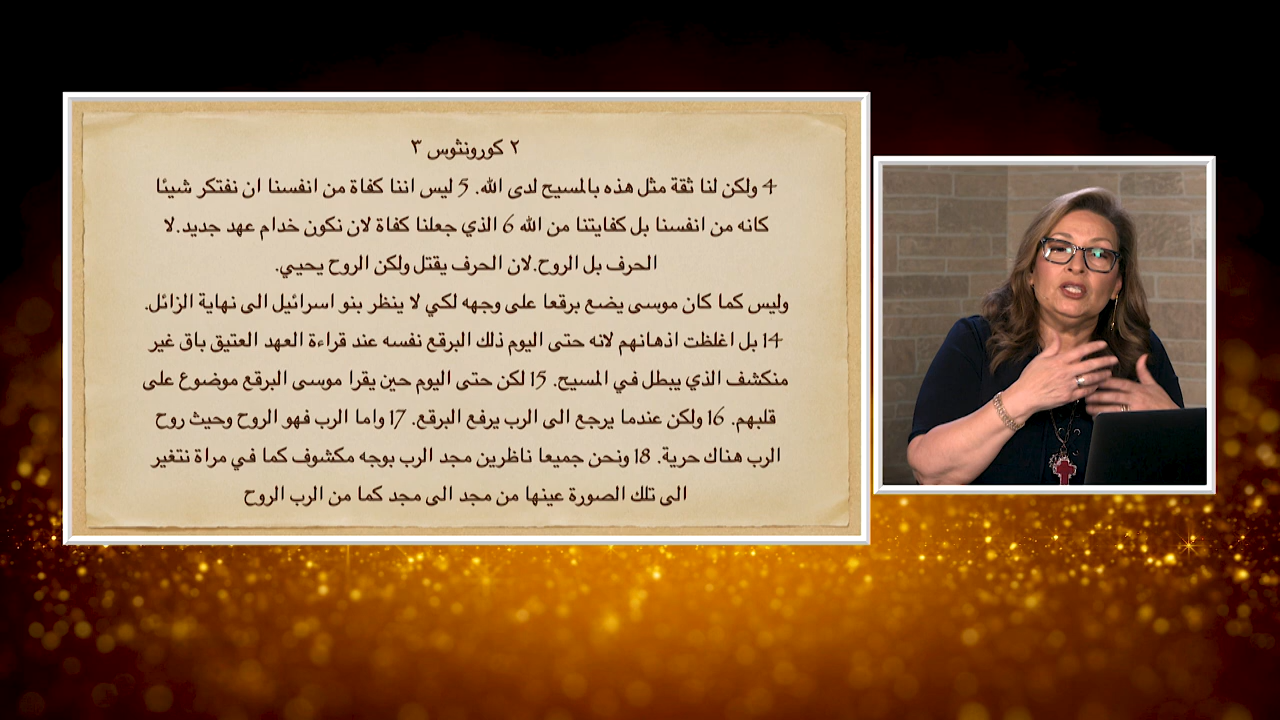 ٢ كورونثوس ٣
4 ولكن لنا ثقة مثل هذه بالمسيح لدى الله. 5 ليس اننا كفاة من انفسنا ان نفتكر شيئا
كانه من انفسنا بل كفايتنا من الله 6 الذي جعلنا كفاة لان نكون خدام عهد جديد.لا
الحرف بل الروح.لان الحرف يقتل ولكن الروح يحيي.
وليس كما كان موسى يضع برقعا على وجهه لكي لا ينظر بنو اسرائيل الى نهاية الزائل.
14 بل اغلظت اذهانهم لانه حتى اليوم ذلك البرقع نفسه عند قراءة العهد العتيق باق غير
منكشف الذي يبطل في المسيح. 15 لكن حتى اليوم حين يقرا موسى البرقع موضوع على
قلبهم. 16 ولكن عندما يرجع الى الرب يرفع البرقع. 17 واما الرب فهو الروح وحيث روح
الرب هناك حرية. 18 ونحن جميعا ناظرين مجد الرب بوجه مكشوف كما في مراة نتغير
الى تلك الصورة عينها من مجد الى مجد كما من الرب الروح